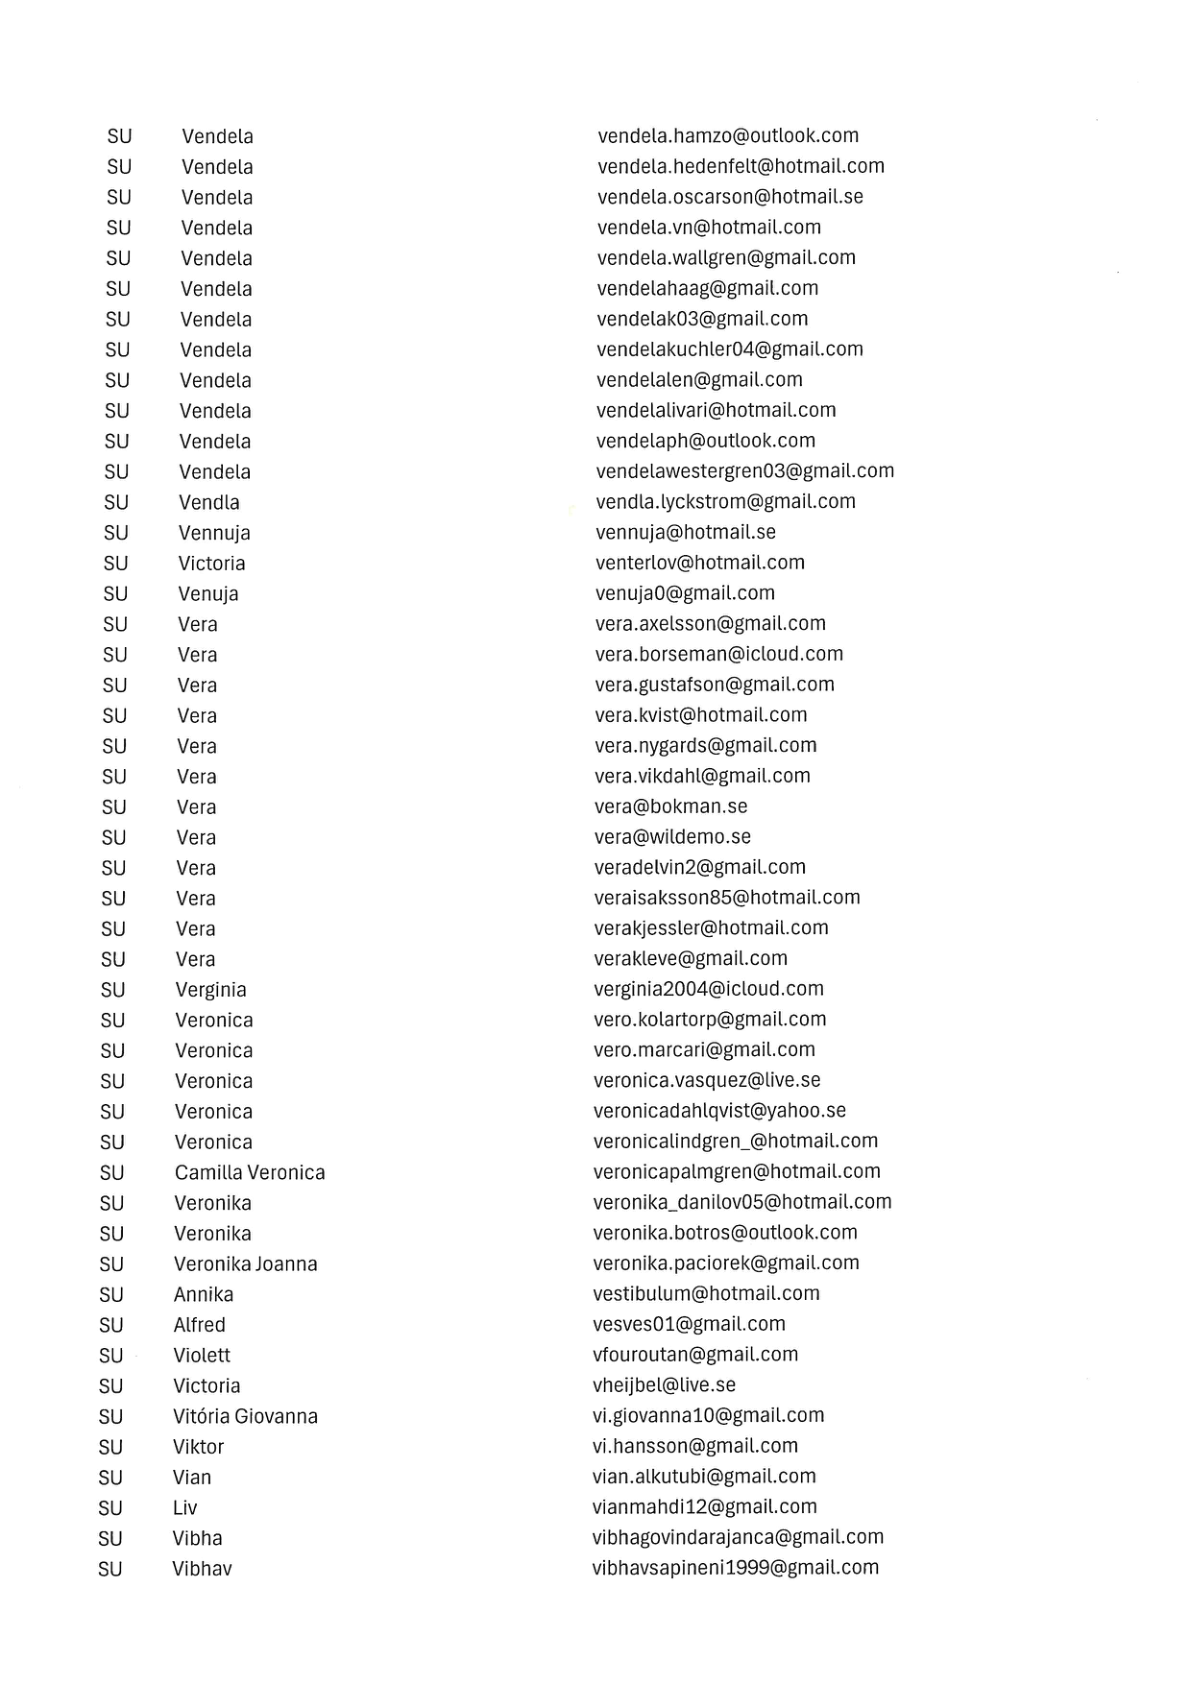 SU Vendela vendela.hamzo@outlook.com
SU Vendela vendela.hedenfelt@hotmail.com
SU Vendela vendela.oscarson@hotmail.se
SU Vendela vendela.vn@hotmail.com
SU Vendela vendela.wallgren@gmail.com
SU Vendela vendelahaag@gmail.com
SU Vendela vendelak03@gmail.com
SU Vendela vendelakuchler04@gmail.com
SU Vendela vendelalen@gmail.com
SU Vendela vendelalivari@hotmail.com
SU Vendela vendelaph@outlook.com
SU Vendela vendelawestergren03@gmail.com
SU Vendla vendla.lyckstrom@gmail.com
SU Vennuja vennuja@hotmail.se
SU Victoria venterlov@hotmail.com
SU Venuja venuja0@gmail.com
SU Vera vera.axelsson@gmail.com
SU Vera vera.borseman@icloud.com
SU Vera vera.gustafson@gmail.com
SU Vera vera.kvist@hotmail.com
SU Vera vera.nygards@gmail.com
SU Vera vera.vikdahl@gmail.com
SU Vera vera@bokman.se
SU Vera vera@wildemo.se
SU Vera veradelvin2@gmail.com
SU Vera veraisaksson85@hotmail.com
SU Vera verakjessler@hotmail.com
SU Vera verakleve@gmail.com
SU Verginia verginia2004@icloud.com
SU Veronica vero.kolartorp@gmail.com
SU Veronica vero.marcari@gmail.com
SU Veronica veronica.vasquez@live.se
SU Veronica veronicadahlqvist@yahoo.se
SU Veronica veronicalindgren_@hotmail.com
SU Camilla Veronica veronicapalmgren@hotmail.com
SU Veronika veronika_danilov05@hotmail.com
SU Veronika veronika.botros@outlook.com
SU Veronika Joanna veronika.paciorek@gmail.com
SU Annika vestibulum@hotmail.com
SU Alfred vesves01@gmail.com
SU Violett vfouroutan@gmail.com
SU Victoria vheijbel@live.se
SU Vitória Giovanna vi.giovanna10@gmail.com
SU Viktor vi.hansson@gmail.com
SU Vian vian.alkutubi@gmail.com
SU Liv vianmahdi12@gmail.com
SU Vibha vibhagovindarajanca@gmail.com
SU Vibhav vibhavsapineni1999@gmail.com